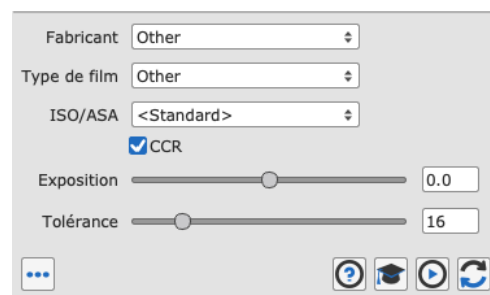 Fabricant Other
Type de film Other
ISO/ASA <Standard>
CCR
Exposition 0.0
Tolérance 16